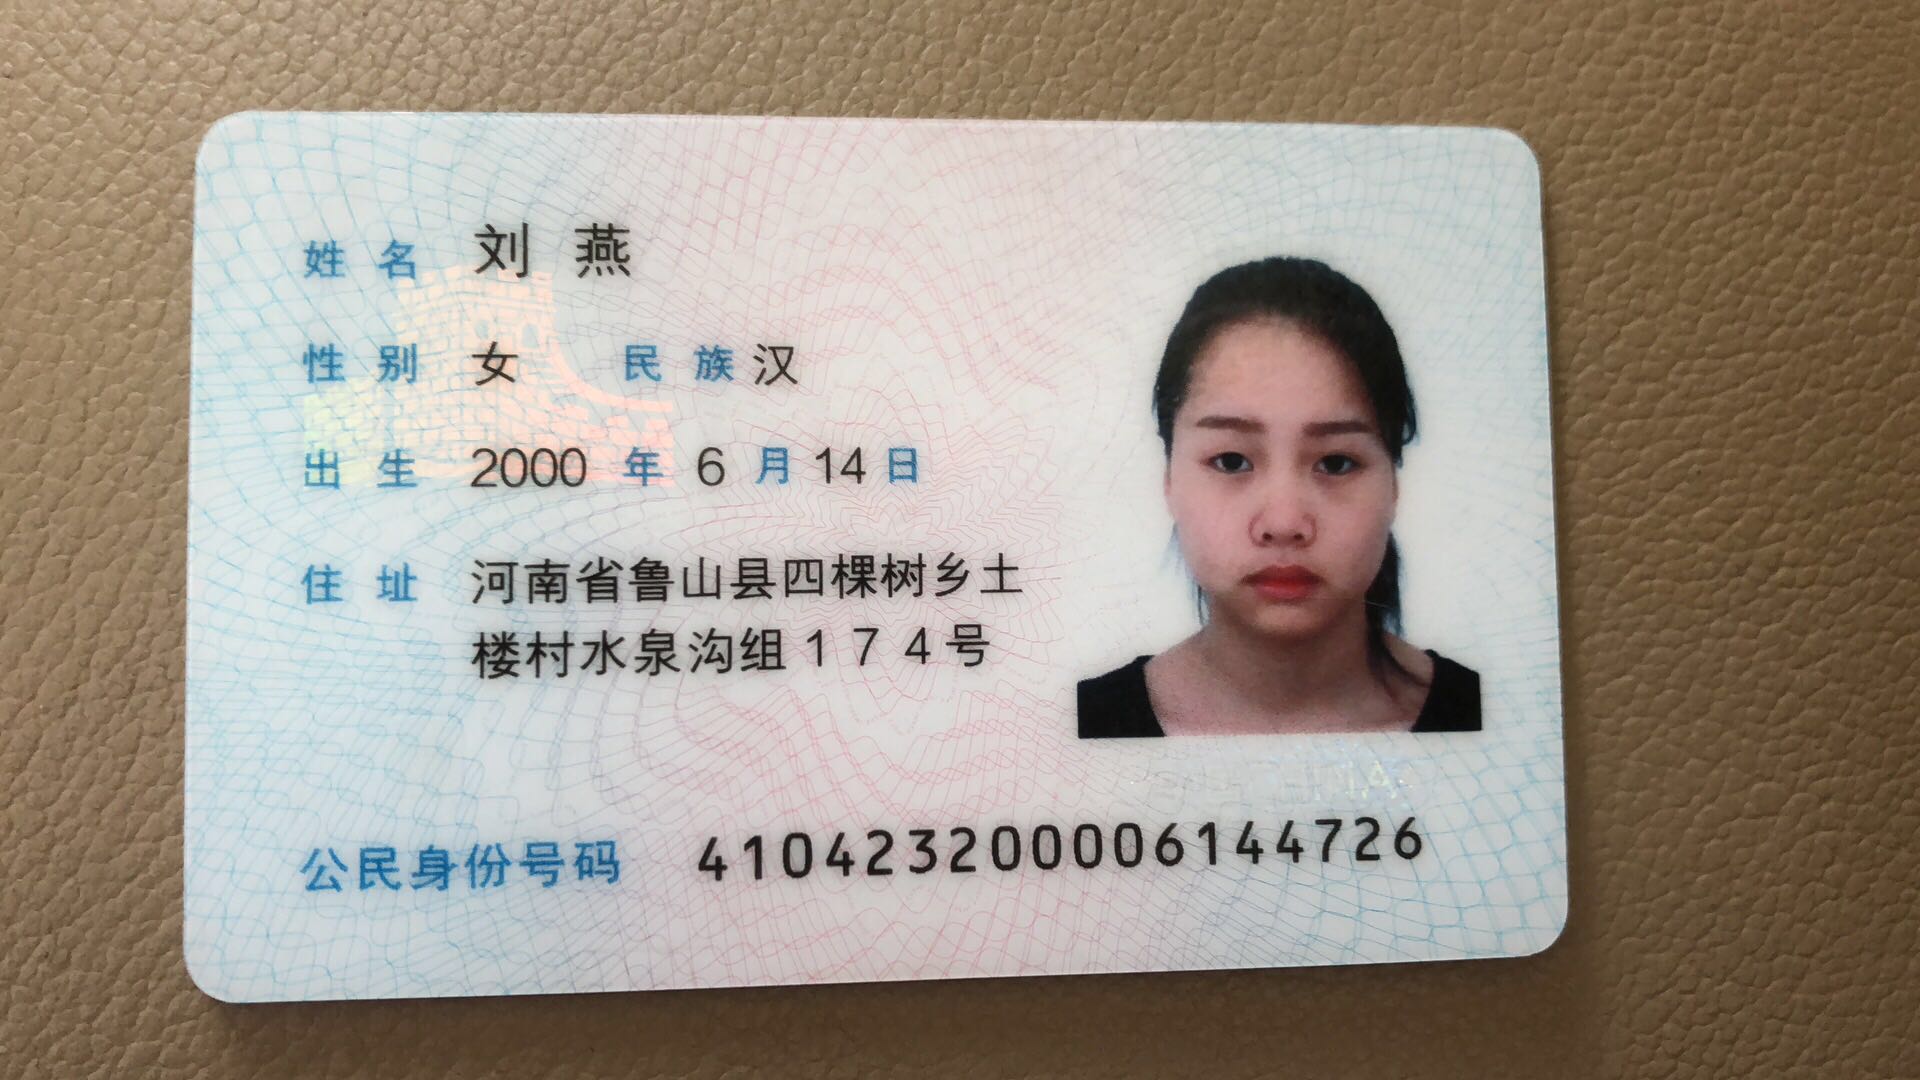 姓名 刘燕
性别 女 民族 汉
出生 2000 年 6 月 14 日
住址 河南省鲁山县四棵树乡土
楼村水泉沟组174号
公民身份号码 410423200006144726